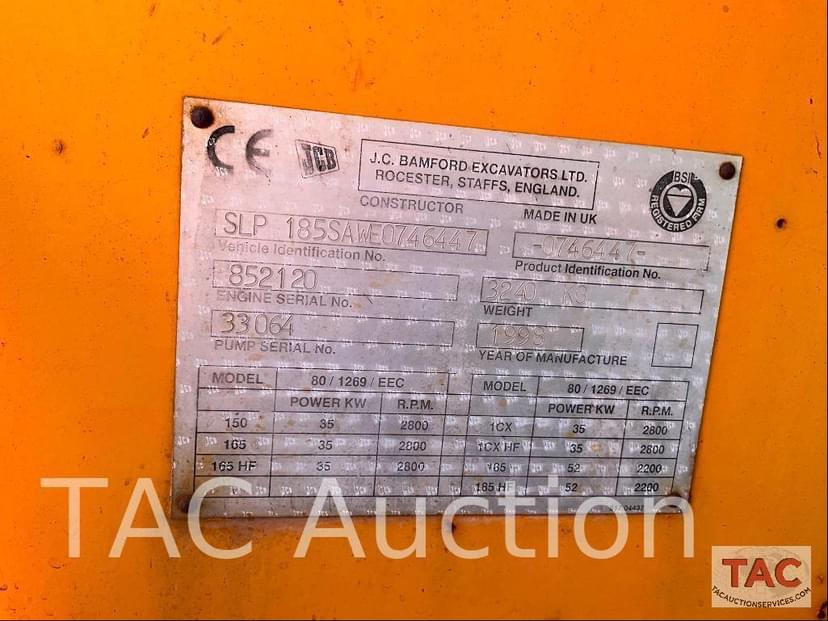 CE
JCB
J.C. BAMFORD EXCAVATORS LTD.
ROCESTER, STAFFS, ENGLAND.
CONSTRUCTOR
MADE IN UK
BSI
REGISTERED FIRM
SLP 185SAWE0746447
Vehicle Identification No.
-0746447-
Product Identification No.
852120
ENGINE SERIAL No.
3240 KG
WEIGHT
33064
PUMP SERIAL No.
1998
YEAR OF MANUFACTURE
MODEL 80 / 1269 / EEC
POWER KW R.P.M.
150 35 2800
165 35 2800
165 HF 35 2800
MODEL 80 / 1269 / EEC
POWER KW R.P.M.
1CX 35 2800
1CX HF 35 2800
185 52 2200
185 HF 52 2200
TAC Auction
TAC
TACAUCTIONSERVICES.COM